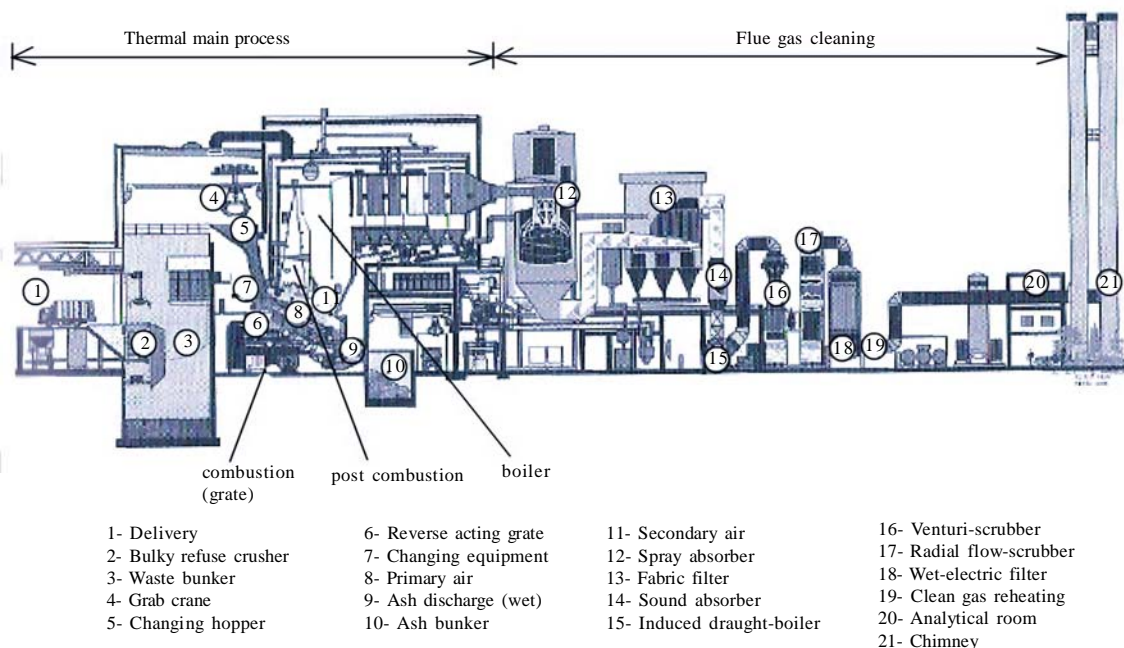 Thermal main process
Flue gas cleaning
4
5
12
13
1
7
6
8
1
2
3
9
10
14
15
16
17
18
19
20
21
combustion
(grate)
post combustion
boiler
1- Delivery
2- Bulky refuse crusher
3- Waste bunker
4- Grab crane
5- Changing hopper
6- Reverse acting grate
7- Changing equipment
8- Primary air
9- Ash discharge (wet)
10- Ash bunker
11- Secondary air
12- Spray absorber
13- Fabric filter
14- Sound absorber
15- Induced draught-boiler
16- Venturi-scrubber
17- Radial flow-scrubber
18- Wet-electric filter
19- Clean gas reheating
20- Analytical room
21- Chimney